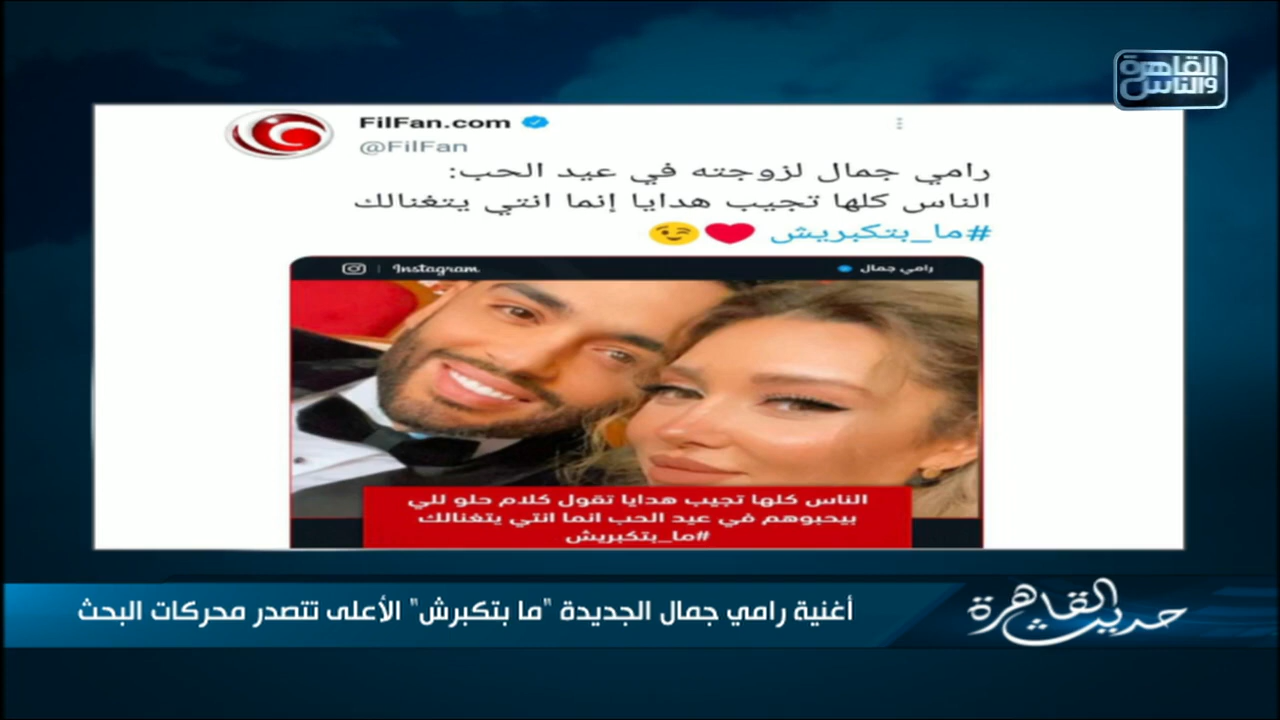 القاهرة
والناس
FilFan.com
@FilFan
رامي جمال لزوجته في عيد الحب:
الناس كلها تجيب هدايا إنما انتي يتغنالك
#ما_بتكبريش
Instagram
رامي جمال
الناس كلها تجيب هدايا تقول كلام حلو للي
بيحبوهم في عيد الحب انما انتي يتغنالك
#ما_بتكبريش
حديث القاهرة
أغنية رامي جمال الجديدة "ما بتكبرش" الأعلى تتصدر محركات البحث